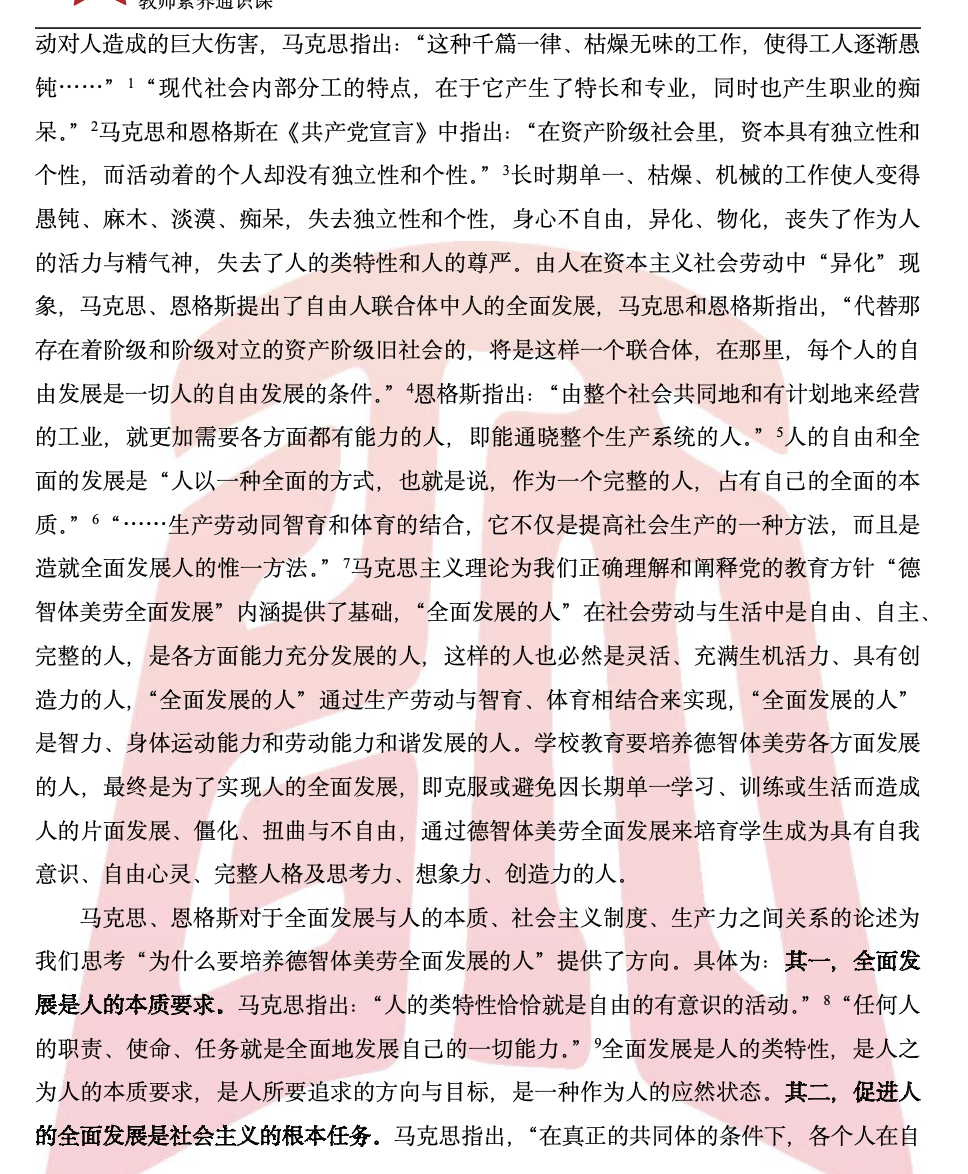 教师素养通识课
动对人造成的巨大伤害，马克思指出：“这种千篇一律、枯燥无味的工作，使得工人逐渐愚
钝……” 1 “现代社会内部分工的特点，在于它产生了特长和专业，同时也产生职业的痴
呆。” 2马克思和恩格斯在《共产党宣言》中指出：“在资产阶级社会里，资本具有独立性和
个性，而活动着的个人却没有独立性和个性。” 3长时期单一、枯燥、机械的工作使人变得
愚钝、麻木、淡漠、痴呆，失去独立性和个性，身心不自由，异化、物化，丧失了作为人
的活力与精气神，失去了人的类特性和人的尊严。由人在资本主义社会劳动中“异化”现
象，马克思、恩格斯提出了自由人联合体中人的全面发展，马克思和恩格斯指出，“代替那
存在着阶级和阶级对立的资产阶级旧社会的，将是这样一个联合体，在那里，每个人的自
由发展是一切人的自由发展的条件。” 4恩格斯指出：“由整个社会共同地和有计划地来经营
的工业，就更加需要各方面都有能力的人，即能通晓整个生产系统的人。” 5人的自由和全
面的发展是“人以一种全面的方式，也就是说，作为一个完整的人，占有自己的全面的本
质。” 6 “……生产劳动同智育和体育的结合，它不仅是提高社会生产的一种方法，而且是
造就全面发展人的惟一方法。” 7马克思主义理论为我们正确理解和阐释党的教育方针“德
智体美劳全面发展”内涵提供了基础，“全面发展的人”在社会劳动与生活中是自由、自主、
完整的人，是各方面能力充分发展的人，这样的人也必然是灵活、充满生机活力、具有创
造力的人，“全面发展的人”通过生产劳动与智育、体育相结合来实现，“全面发展的人”
是智力、身体运动能力和劳动能力和谐发展的人。学校教育要培养德智体美劳各方面发展
的人，最终是为了实现人的全面发展，即克服或避免因长期单一学习、训练或生活而造成
人的片面发展、僵化、扭曲与不自由，通过德智体美劳全面发展来培育学生成为具有自我
意识、自由心灵、完整人格及思考力、想象力、创造力的人。
马克思、恩格斯对于全面发展与人的本质、社会主义制度、生产力之间关系的论述为
我们思考“为什么要培养德智体美劳全面发展的人”提供了方向。具体为：其一，全面发
展是人的本质要求。马克思指出：“人的类特性恰恰就是自由的有意识的活动。” 8 “任何人
的职责、使命、任务就是全面地发展自己的一切能力。” 9全面发展是人的类特性，是人之
为人的本质要求，是人所要追求的方向与目标，是一种作为人的应然状态。其二，促进人
的全面发展是社会主义的根本任务。马克思指出，“在真正的共同体的条件下，各个人在自